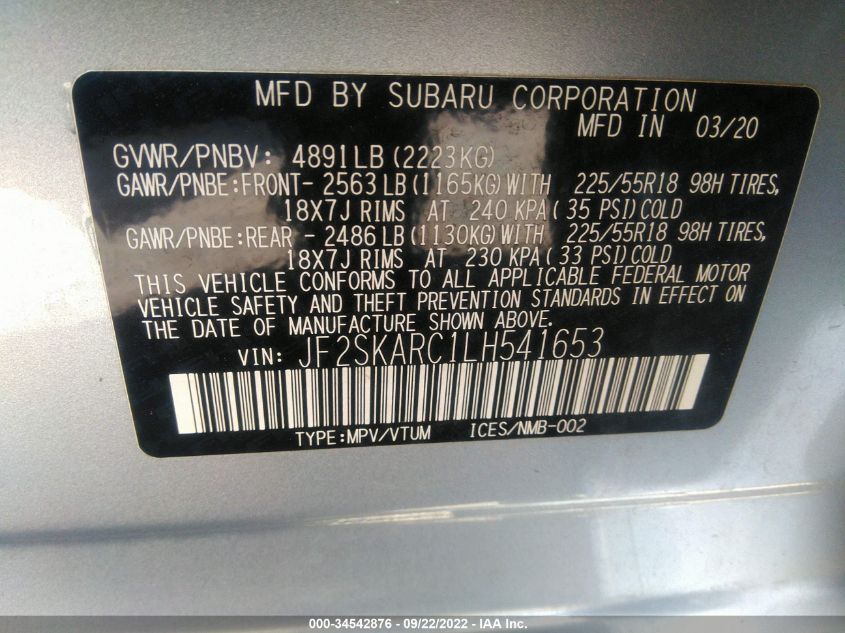 MFD BY SUBARU CORPORATION
MFD IN 03/20
GVWR/PNBV: 4891LB (2223KG)
GAWR/PNBE:FRONT- 2563LB (1165KG) WITH 225/55R18 98H TIRES,
18X7J RIMS AT 240 KPA( 35 PSI) COLD
GAWR/PNBE:REAR - 2486LB (1130KG) WITH 225/55R18 98H TIRES,
18X7J RIMS AT 230 KPA( 33 PSI) COLD
THIS VEHICLE CONFORMS TO ALL APPLICABLE FEDERAL MOTOR
VEHICLE SAFETY AND THEFT PREVENTION STANDARDS IN EFFECT ON
THE DATE OF MANUFACTURE SHOWN ABOVE.
VIN: JF2SKARC1LH541653
TYPE:MPV/VTUM ICES/NMB-002
000-34542876 - 09/22/2022 - IAA Inc.